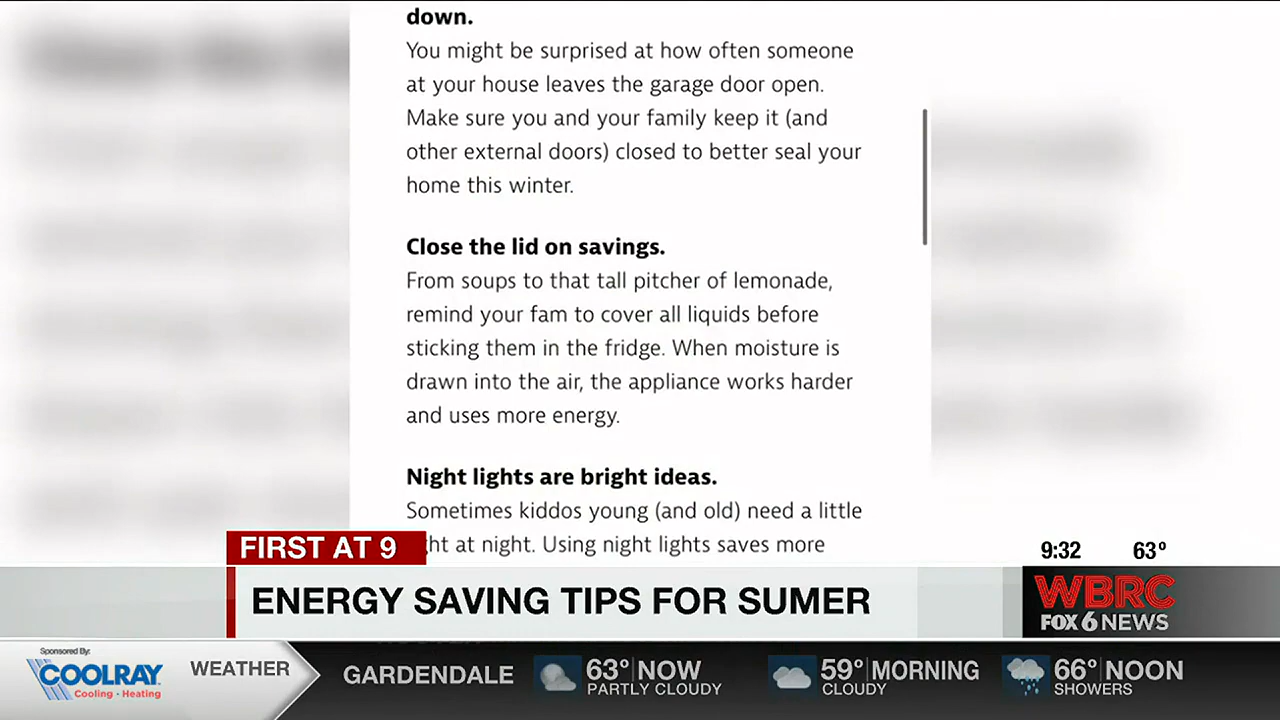 down.
You might be surprised at how often someone
at your house leaves the garage door open.
Make sure you and your family keep it (and
other external doors) closed to better seal your
home this winter.
Close the lid on savings.
From soups to that tall pitcher of lemonade,
remind your fam to cover all liquids before
sticking them in the fridge. When moisture is
drawn into the air, the appliance works harder
and uses more energy.
Night lights are bright ideas.
Sometimes kiddos young (and old) need a little
ght at night. Using night lights saves more
FIRST AT 9
ENERGY SAVING TIPS FOR SUMER
9:32 63°
WBRC
FOX 6 NEWS
Sponsored By:
COOLRAY
Cooling · Heating
WEATHER
GARDENDALE
63° NOW
PARTLY CLOUDY
59° MORNING
CLOUDY
66° NOON
SHOWERS